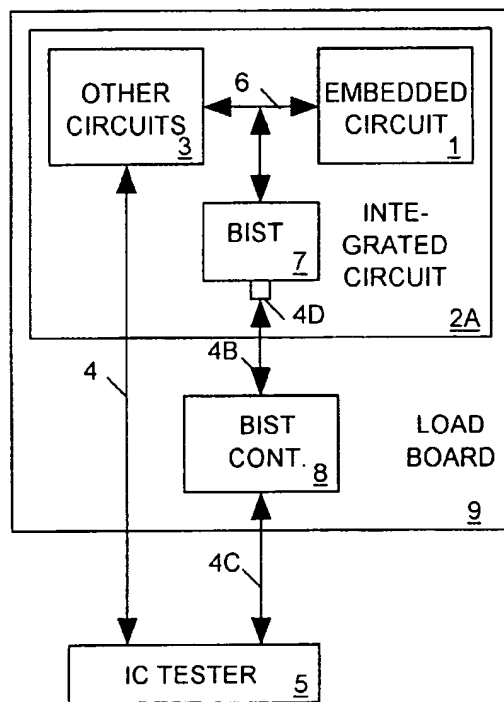 OTHER
CIRCUITS
3
6
EMBEDDED
CIRCUIT
1
BIST
7
INTE-
GRATED
CIRCUIT
2A
4D
4B
4
BIST
CONT.
8
LOAD
BOARD
9
4C
IC TESTER
5